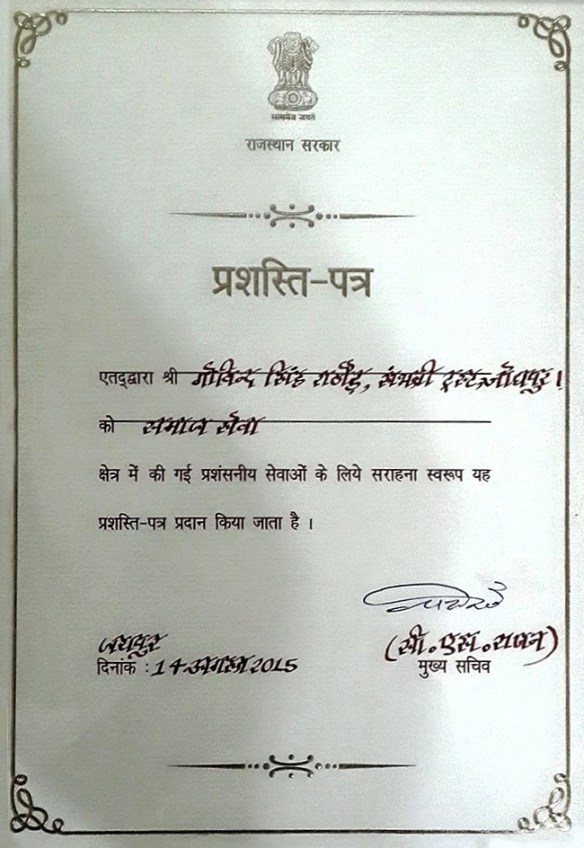 सत्यमेव जयते
राजस्थान सरकार
प्रशस्ति-पत्र
एतद्द्वारा श्री गोविन्द सिंह राठौड़, संभली ट्रस्ट, जोधपुर।
को समाज सेवा
क्षेत्र में की गई प्रशंसनीय सेवाओं के लिये सराहना स्वरूप यह
प्रशस्ति-पत्र प्रदान किया जाता है ।
जयपुर
दिनांक : 14 अगस्त 2015
(सी.एस. राजन)
मुख्य सचिव